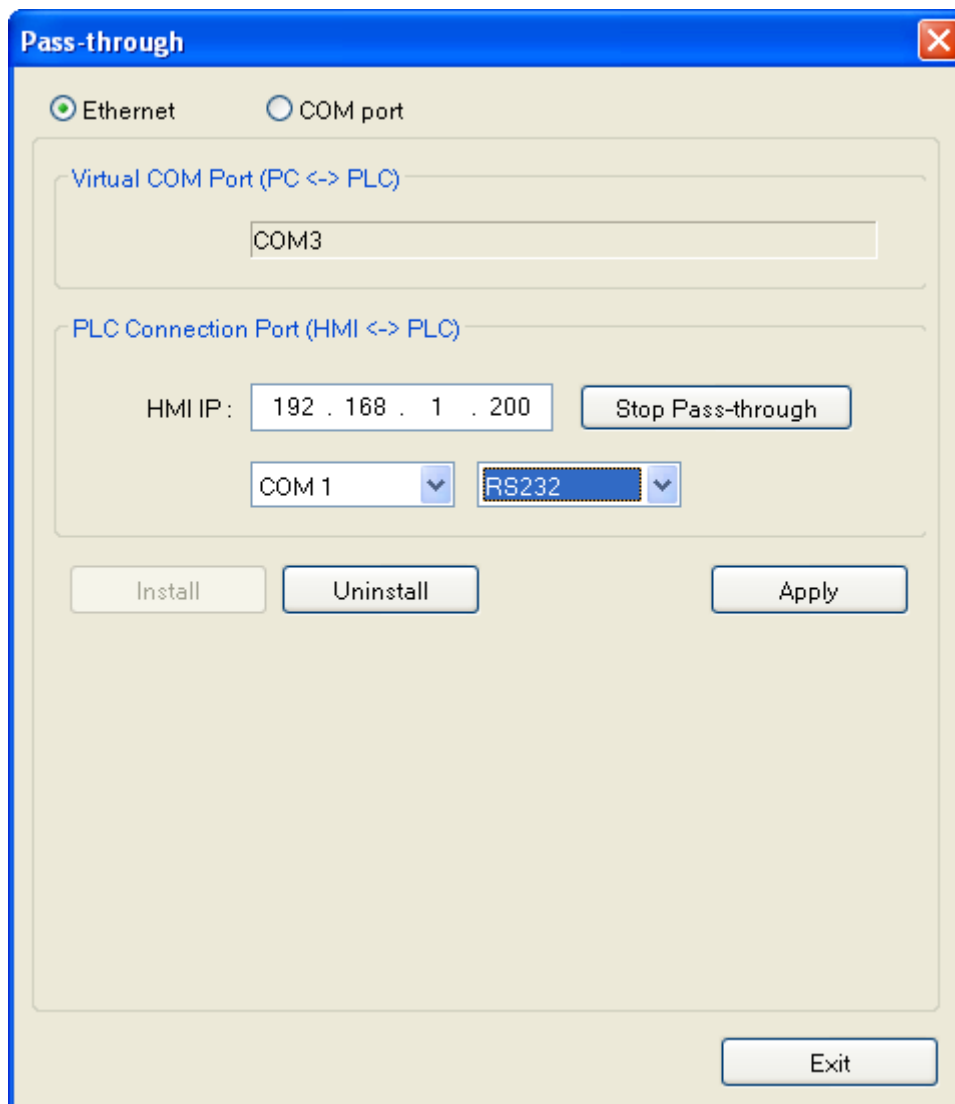 Pass-through
Ethernet COM port
Virtual COM Port (PC <-> PLC)
COM3
PLC Connection Port (HMI <-> PLC)
HMI IP : 192 . 168 . 1 . 200 Stop Pass-through
COM 1 RS232
Install Uninstall Apply
Exit